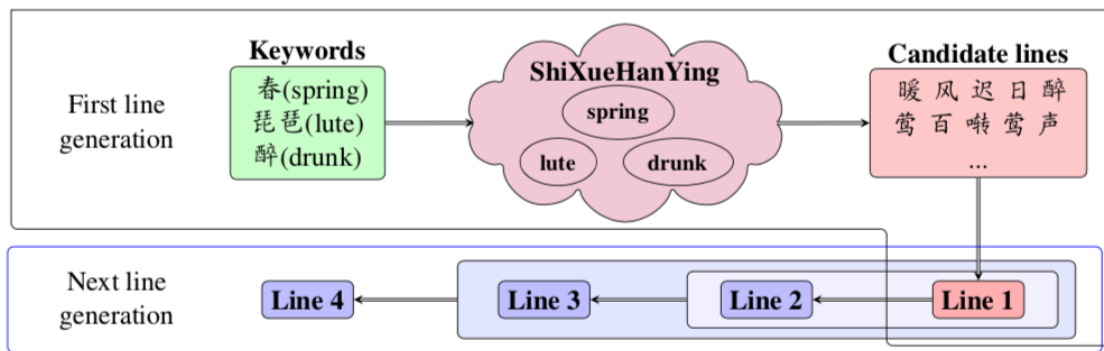 Keywords
春(spring)
琵琶(lute)
醉(drunk)
ShiXueHanYing
spring
lute
drunk
Candidate lines
暖 风 迟 日 醉
莺 百 啭 莺 声
...
First line
generation
Next line
generation
Line 4
Line 3
Line 2
Line 1